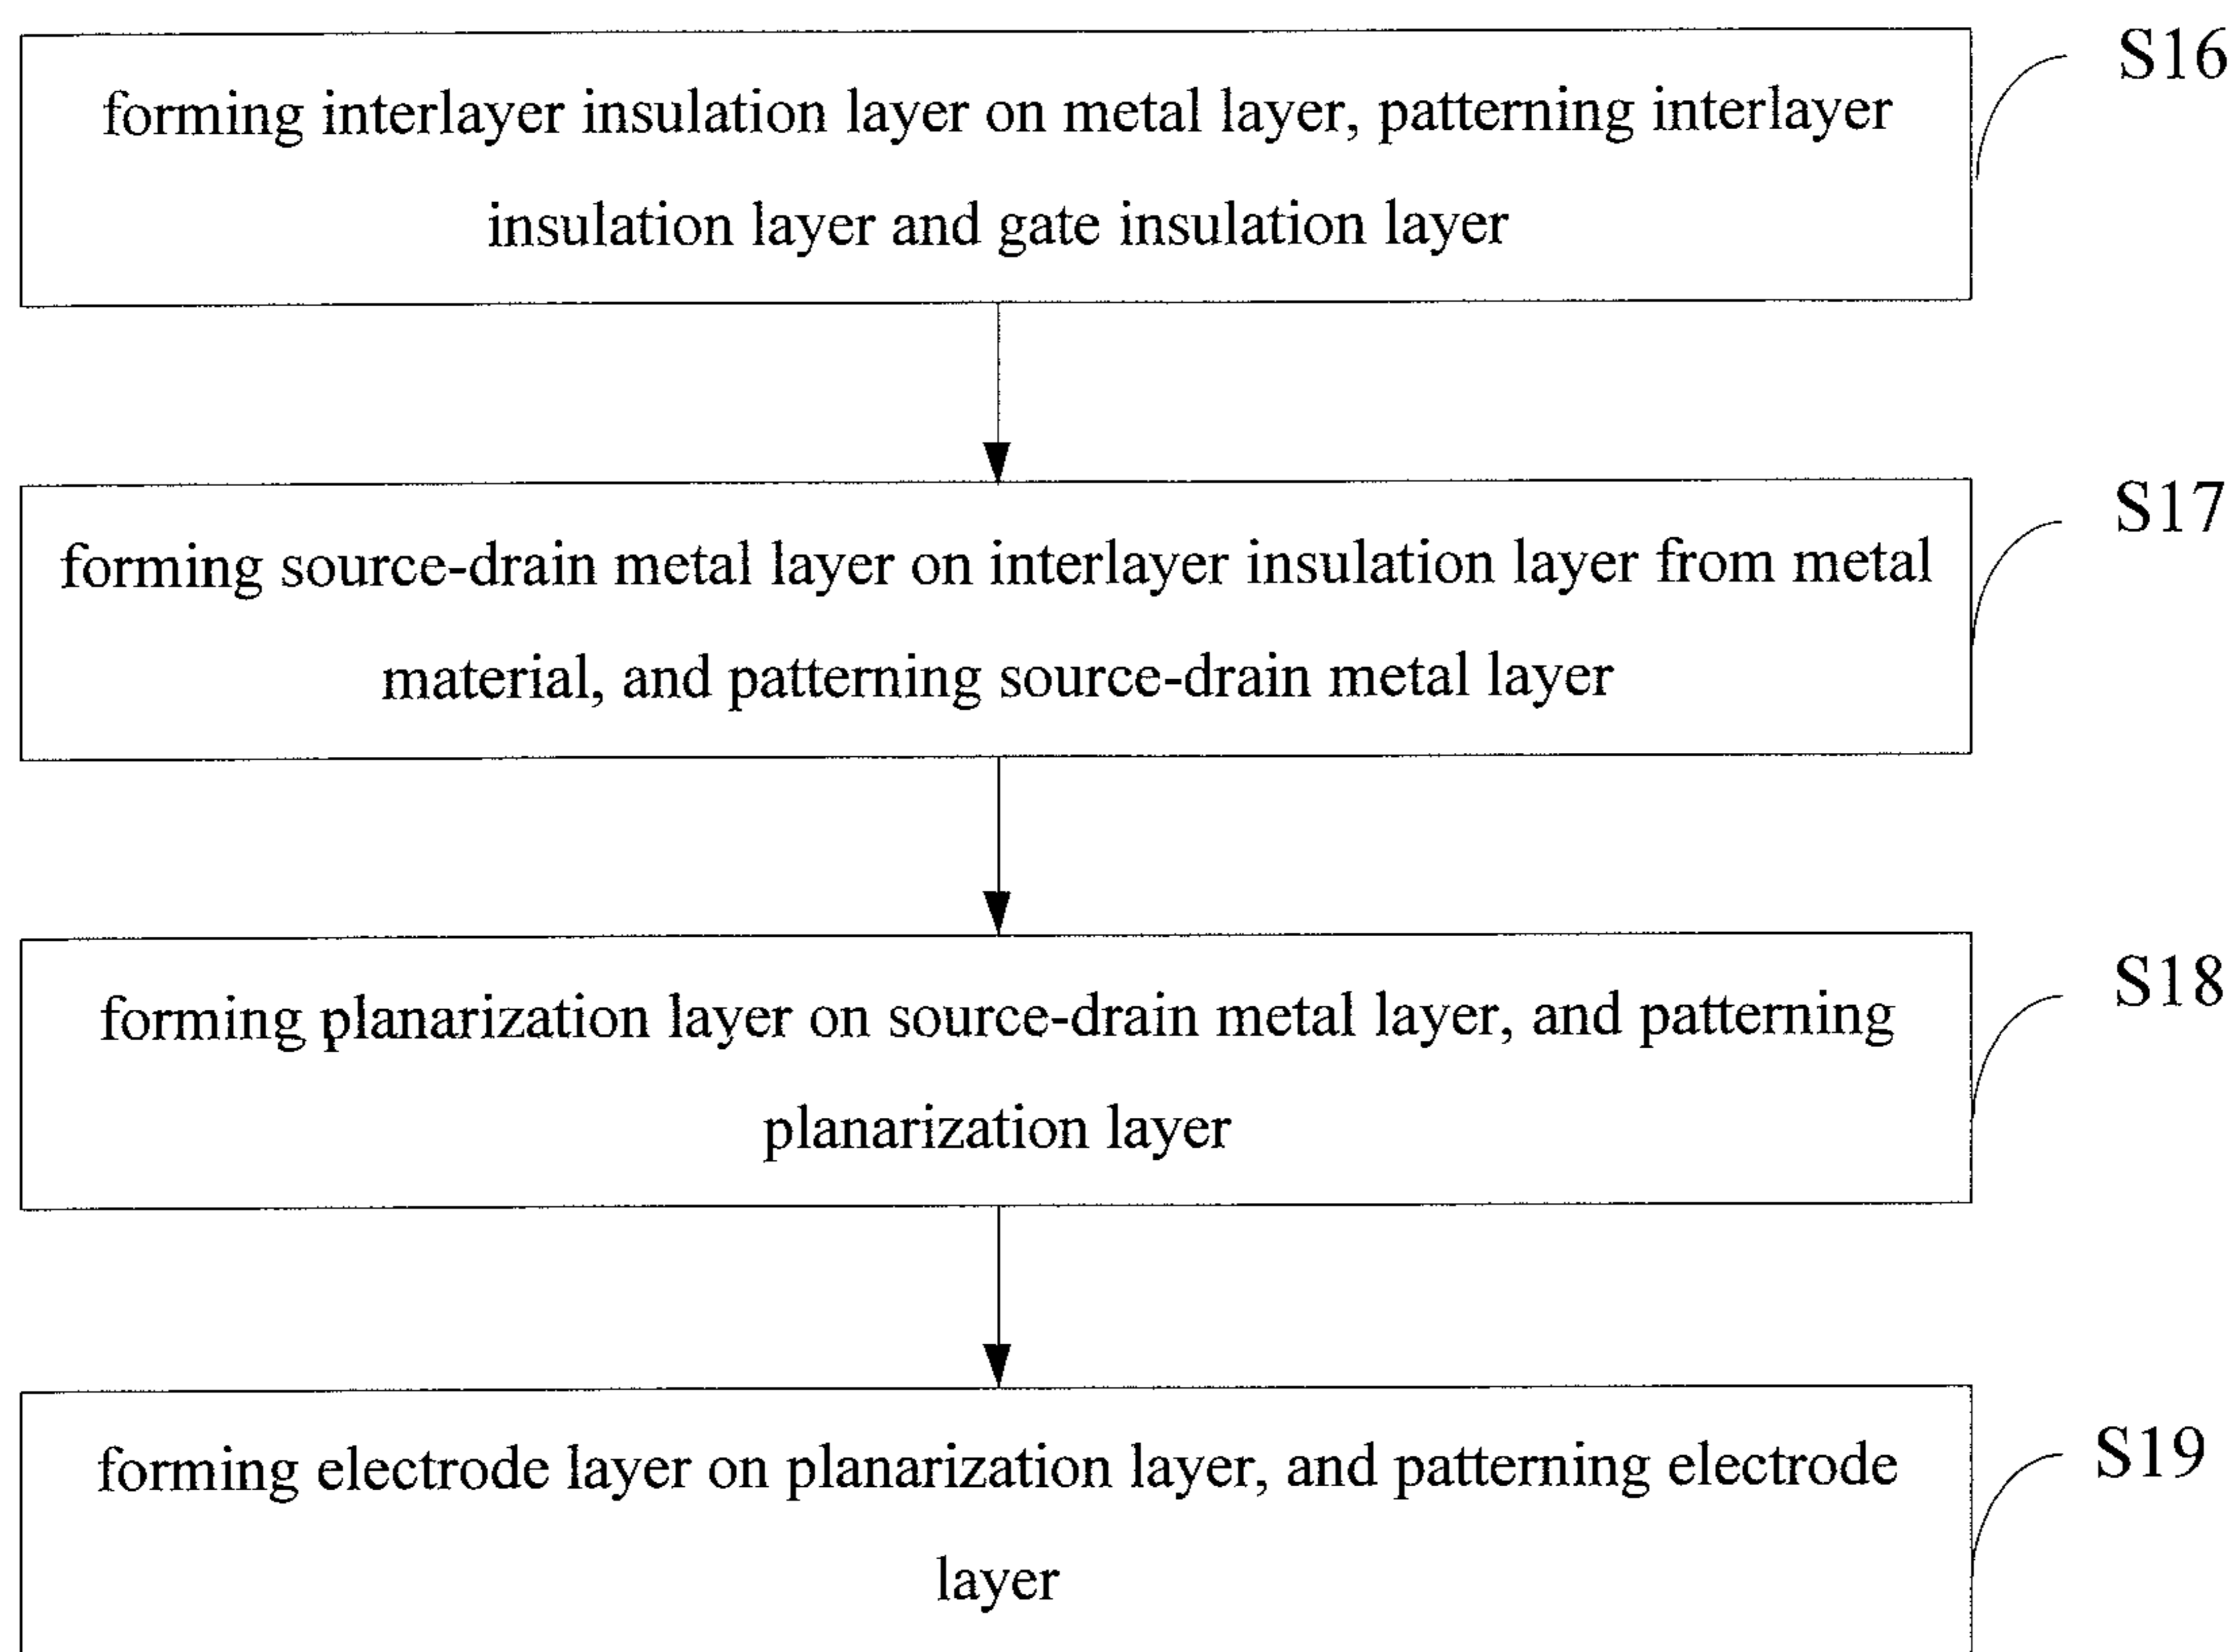 S16
forming interlayer insulation layer on metal layer, patterning interlayer
insulation layer and gate insulation layer
S17
forming source-drain metal layer on interlayer insulation layer from metal
material, and patterning source-drain metal layer
S18
forming planarization layer on source-drain metal layer, and patterning
planarization layer
S19
forming electrode layer on planarization layer, and patterning electrode
layer